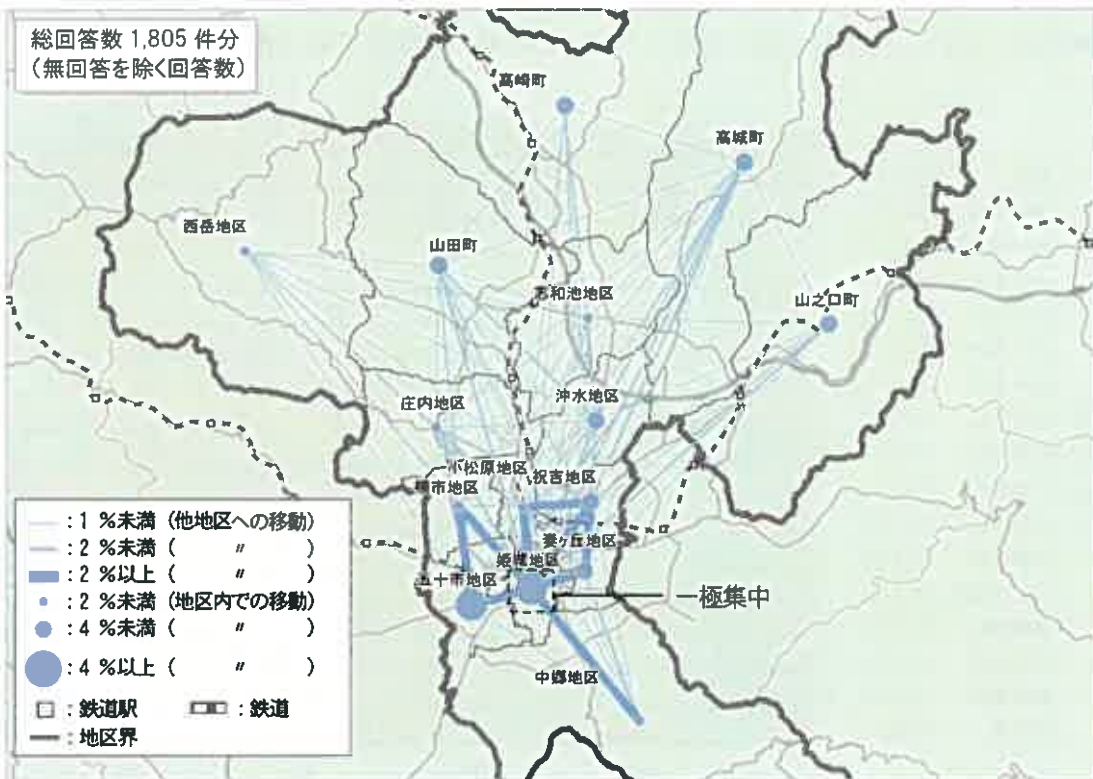 総回答数 1,805 件分
(無回答を除く回答数)
高崎町
高城町
西岳地区
山田町
志和池地区
山之口町
庄内地区
沖水地区
小松原地区
祝吉地区
横市地区
妻ケ丘地区
姫城地区
五十市地区
一極集中
中郷地区
: 1 %未満 (他地区への移動)
: 2 %未満 ( 〃 )
: 2 %以上 ( 〃 )
: 2 %未満 (地区内での移動)
: 4 %未満 ( 〃 )
: 4 %以上 ( 〃 )
: 鉄道駅
: 鉄道
: 地区界